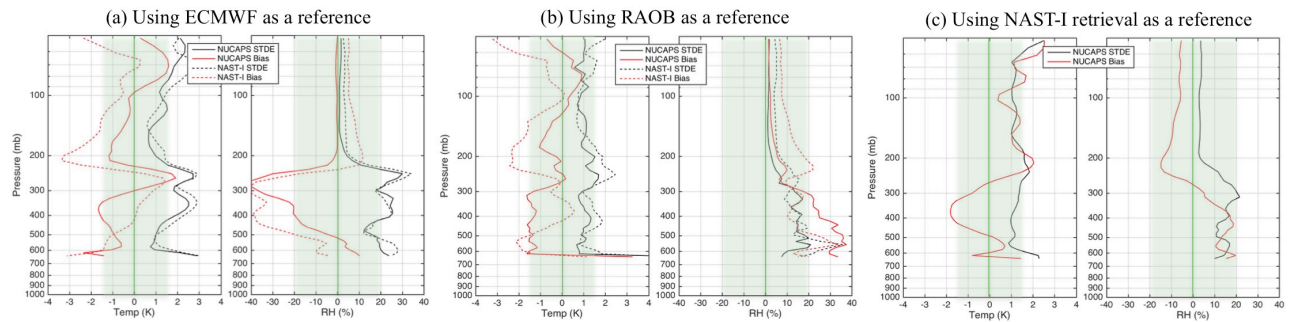 (a) Using ECMWF as a reference
NUCAPS STDE
NUCAPS Bias
NAST-I STDE
NAST-I Bias
Pressure (mb)
100
200
300
400
500
600
700
800
900
1000
-4 -3 -2 -1 0 1 2 3 4
Temp (K)
-40 -30 -20 -10 0 10 20 30 40
RH (%)
(b) Using RAOB as a reference
NUCAPS STDE
NUCAPS Bias
NAST-I STDE
NAST-I Bias
Pressure (mb)
100
200
300
400
500
600
700
800
900
1000
-4 -3 -2 -1 0 1 2 3 4
Temp (K)
-40 -30 -20 -10 0 10 20 30 40
RH (%)
(c) Using NAST-I retrieval as a reference
NUCAPS STDE
NUCAPS Bias
Pressure (mb)
100
200
300
400
500
600
700
800
900
1000
-4 -3 -2 -1 0 1 2 3 4
Temp (K)
-40 -30 -20 -10 0 10 20 30 40
RH (%)